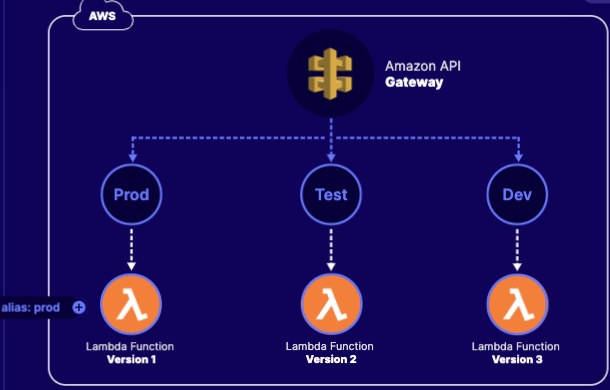 AWS
Amazon API
Gateway
Prod
Test
Dev
alias: prod
Lambda Function
Version 1
Lambda Function
Version 2
Lambda Function
Version 3